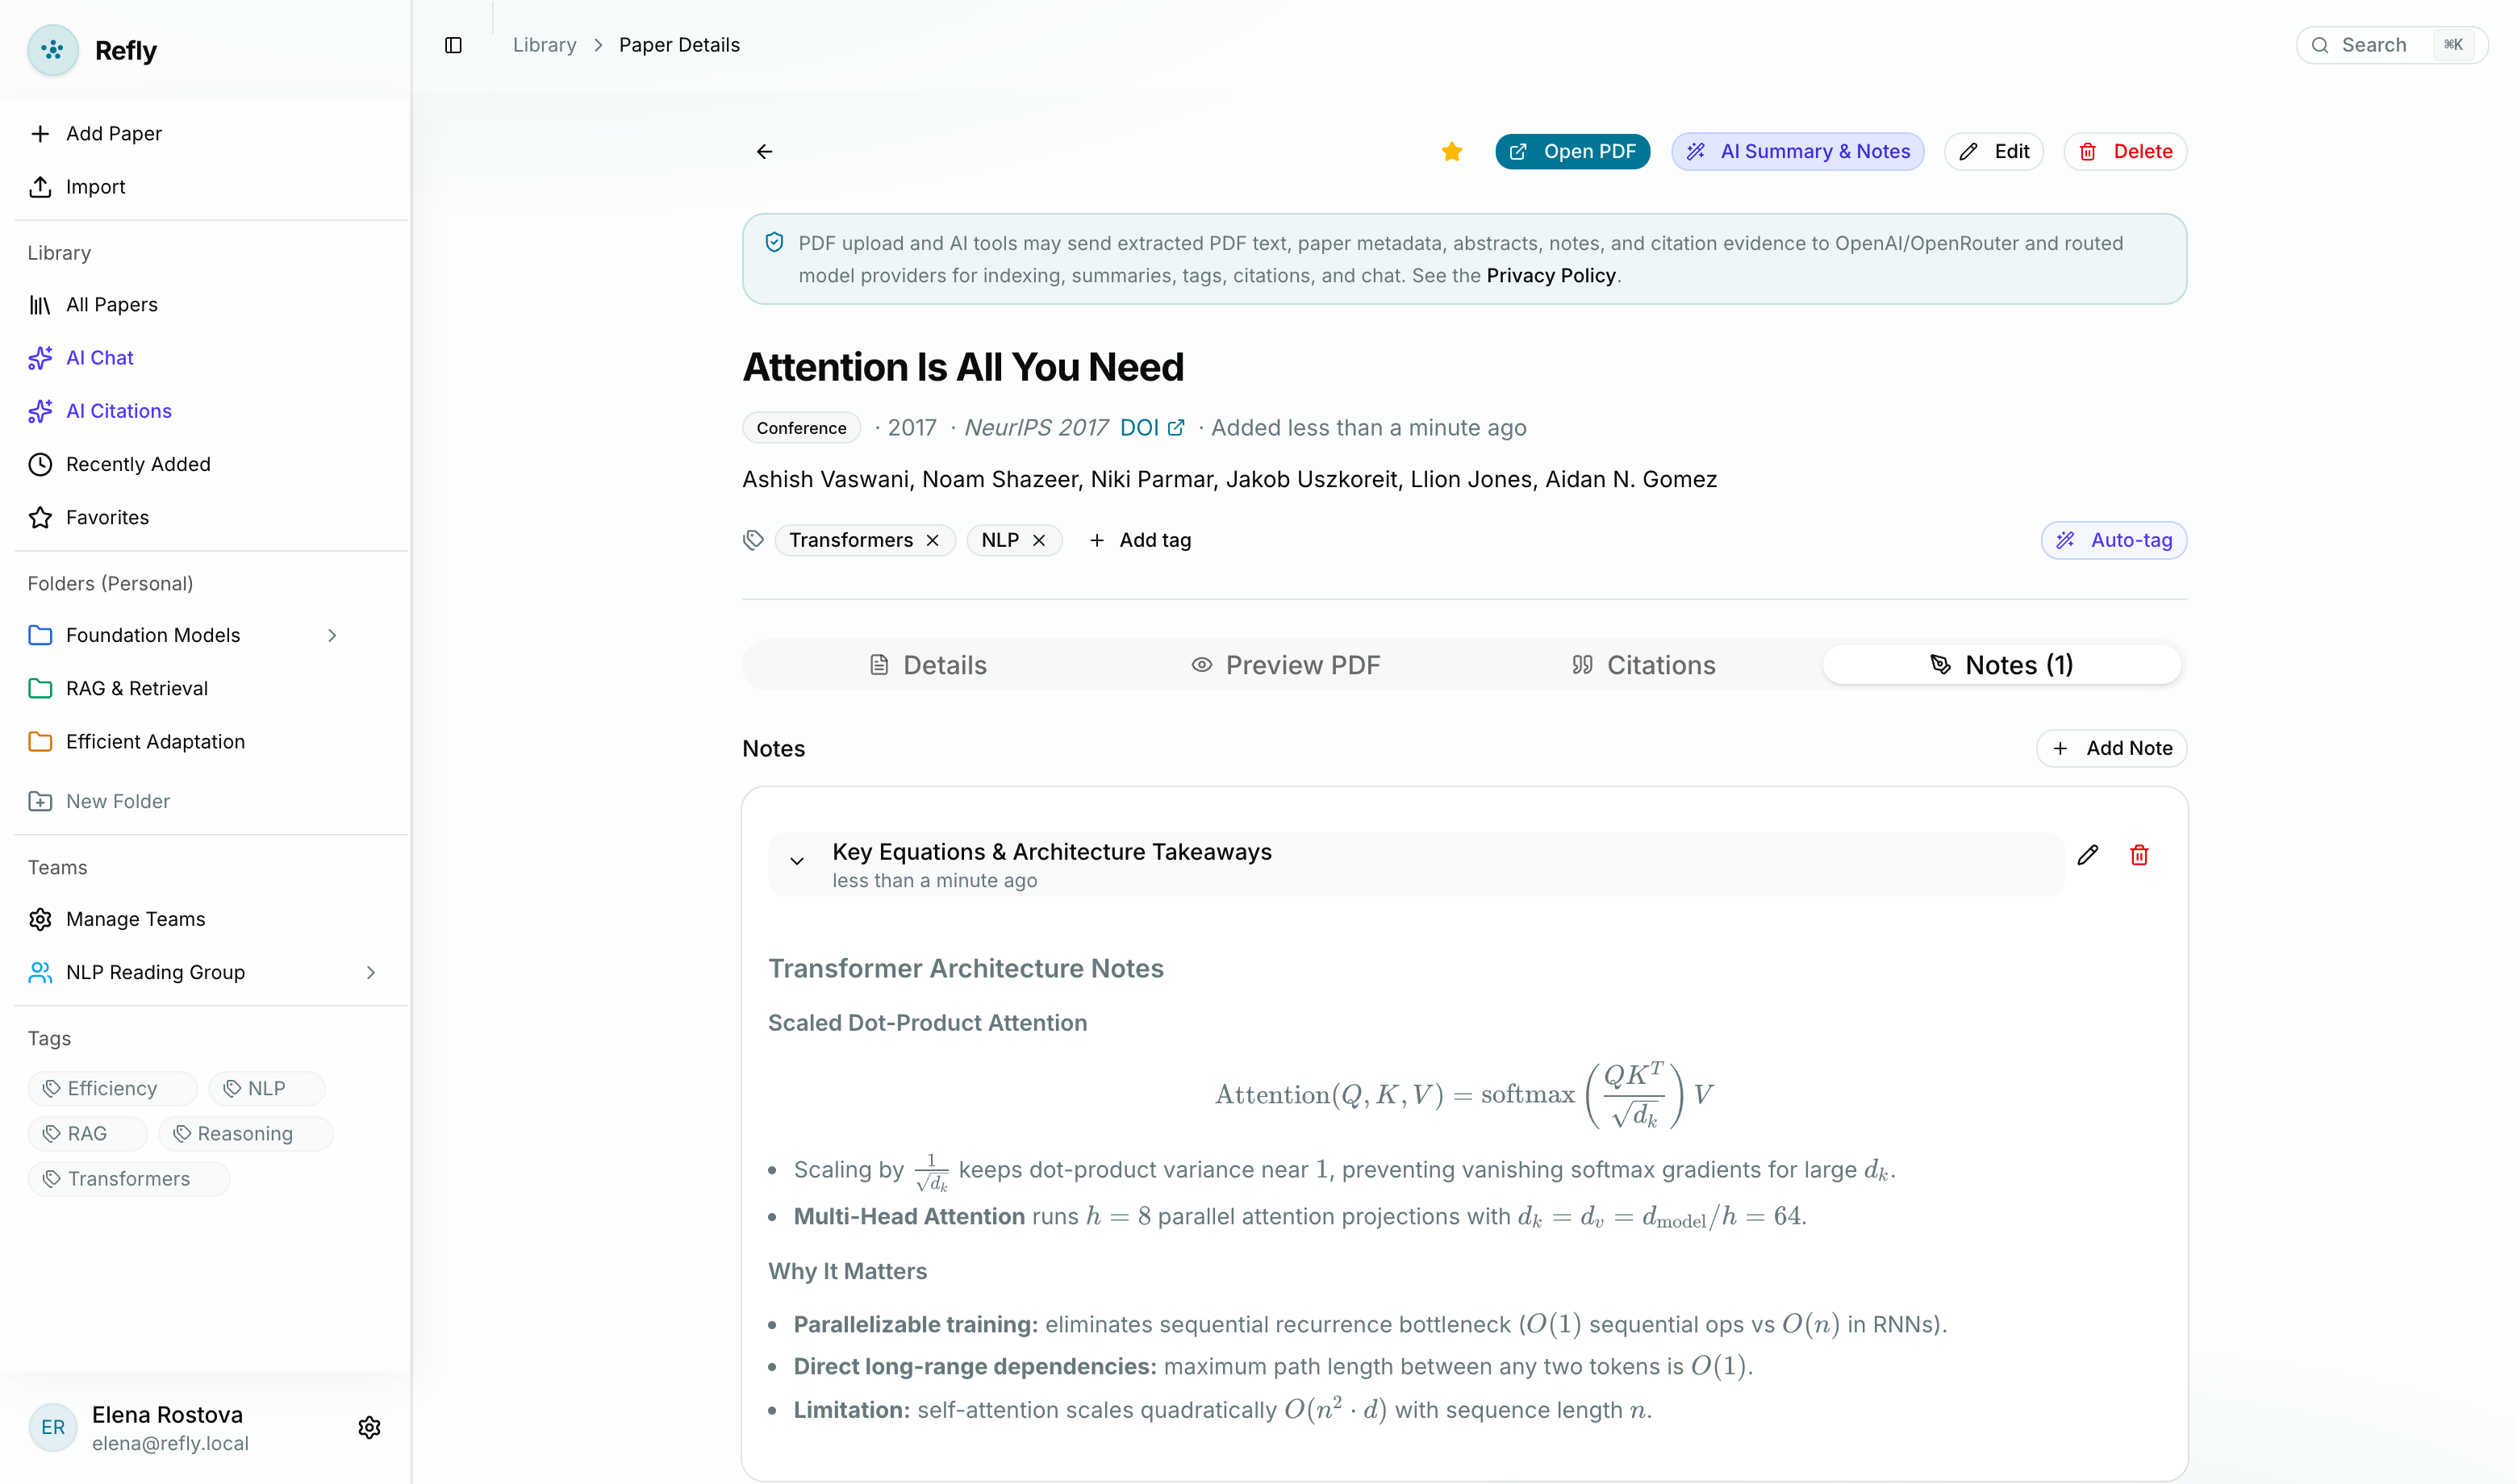 Refly
Add Paper
Import
Library
All Papers
AI Chat
AI Citations
Recently Added
Favorites
Folders (Personal)
Foundation Models
RAG & Retrieval
Efficient Adaptation
New Folder
Teams
Manage Teams
NLP Reading Group
Tags
Efficiency
NLP
RAG
Reasoning
Transformers
ER
Elena Rostova
elena@refly.local
Library > Paper Details
Search ⌘K
Open PDF
AI Summary & Notes
Edit
Delete
PDF upload and AI tools may send extracted PDF text, paper metadata, abstracts, notes, and citation evidence to OpenAI/OpenRouter and routed
model providers for indexing, summaries, tags, citations, and chat. See the Privacy Policy.
Attention Is All You Need
Conference · 2017 · NeurIPS 2017 DOI · Added less than a minute ago
Ashish Vaswani, Noam Shazeer, Niki Parmar, Jakob Uszkoreit, Llion Jones, Aidan N. Gomez
Transformers × NLP × + Add tag
Auto-tag
Details
Preview PDF
Citations
Notes (1)
Notes
+ Add Note
Key Equations & Architecture Takeaways
less than a minute ago
Transformer Architecture Notes
Scaled Dot-Product Attention
Attention(Q, K, V) = softmax(QK^T / √d_k) V
• Scaling by 1/√d_k keeps dot-product variance near 1, preventing vanishing softmax gradients for large d_k.
• Multi-Head Attention runs h = 8 parallel attention projections with d_k = d_v = d_model/h = 64.
Why It Matters
• Parallelizable training: eliminates sequential recurrence bottleneck (O(1) sequential ops vs O(n) in RNNs).
• Direct long-range dependencies: maximum path length between any two tokens is O(1).
• Limitation: self-attention scales quadratically O(n² · d) with sequence length n.